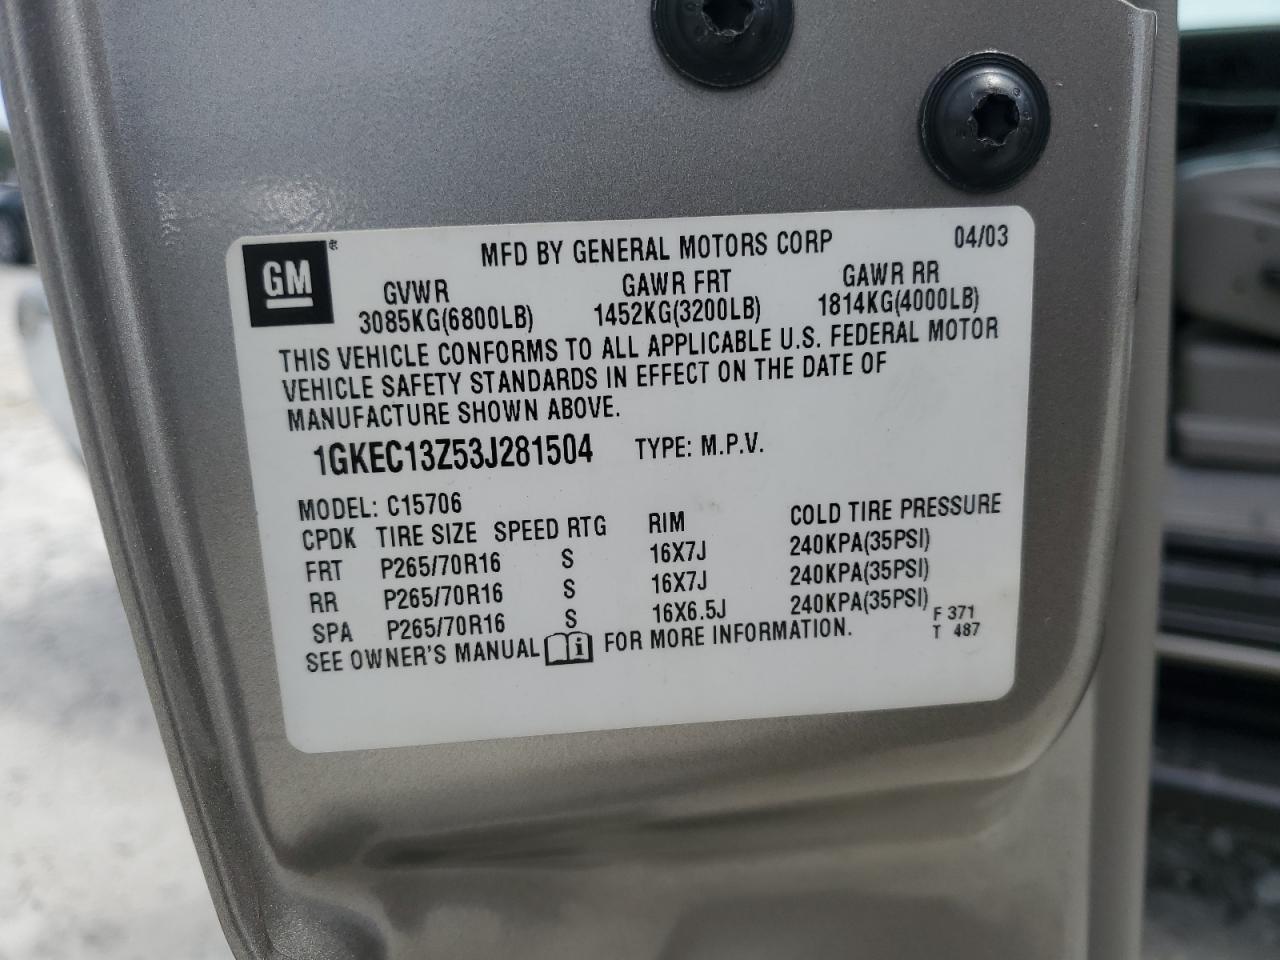 GM ® MFD BY GENERAL MOTORS CORP 04/03
GVWR GAWR FRT GAWR RR
3085KG(6800LB) 1452KG(3200LB) 1814KG(4000LB)
THIS VEHICLE CONFORMS TO ALL APPLICABLE U.S. FEDERAL MOTOR
VEHICLE SAFETY STANDARDS IN EFFECT ON THE DATE OF
MANUFACTURE SHOWN ABOVE.
1GKEC13Z53J281504 TYPE: M.P.V.
MODEL: C15706
CPDK TIRE SIZE SPEED RTG RIM COLD TIRE PRESSURE
FRT P265/70R16 S 16X7J 240KPA(35PSI)
RR P265/70R16 S 16X7J 240KPA(35PSI)
SPA P265/70R16 S 16X6.5J 240KPA(35PSI) F 371
SEE OWNER'S MANUAL i FOR MORE INFORMATION. T 487